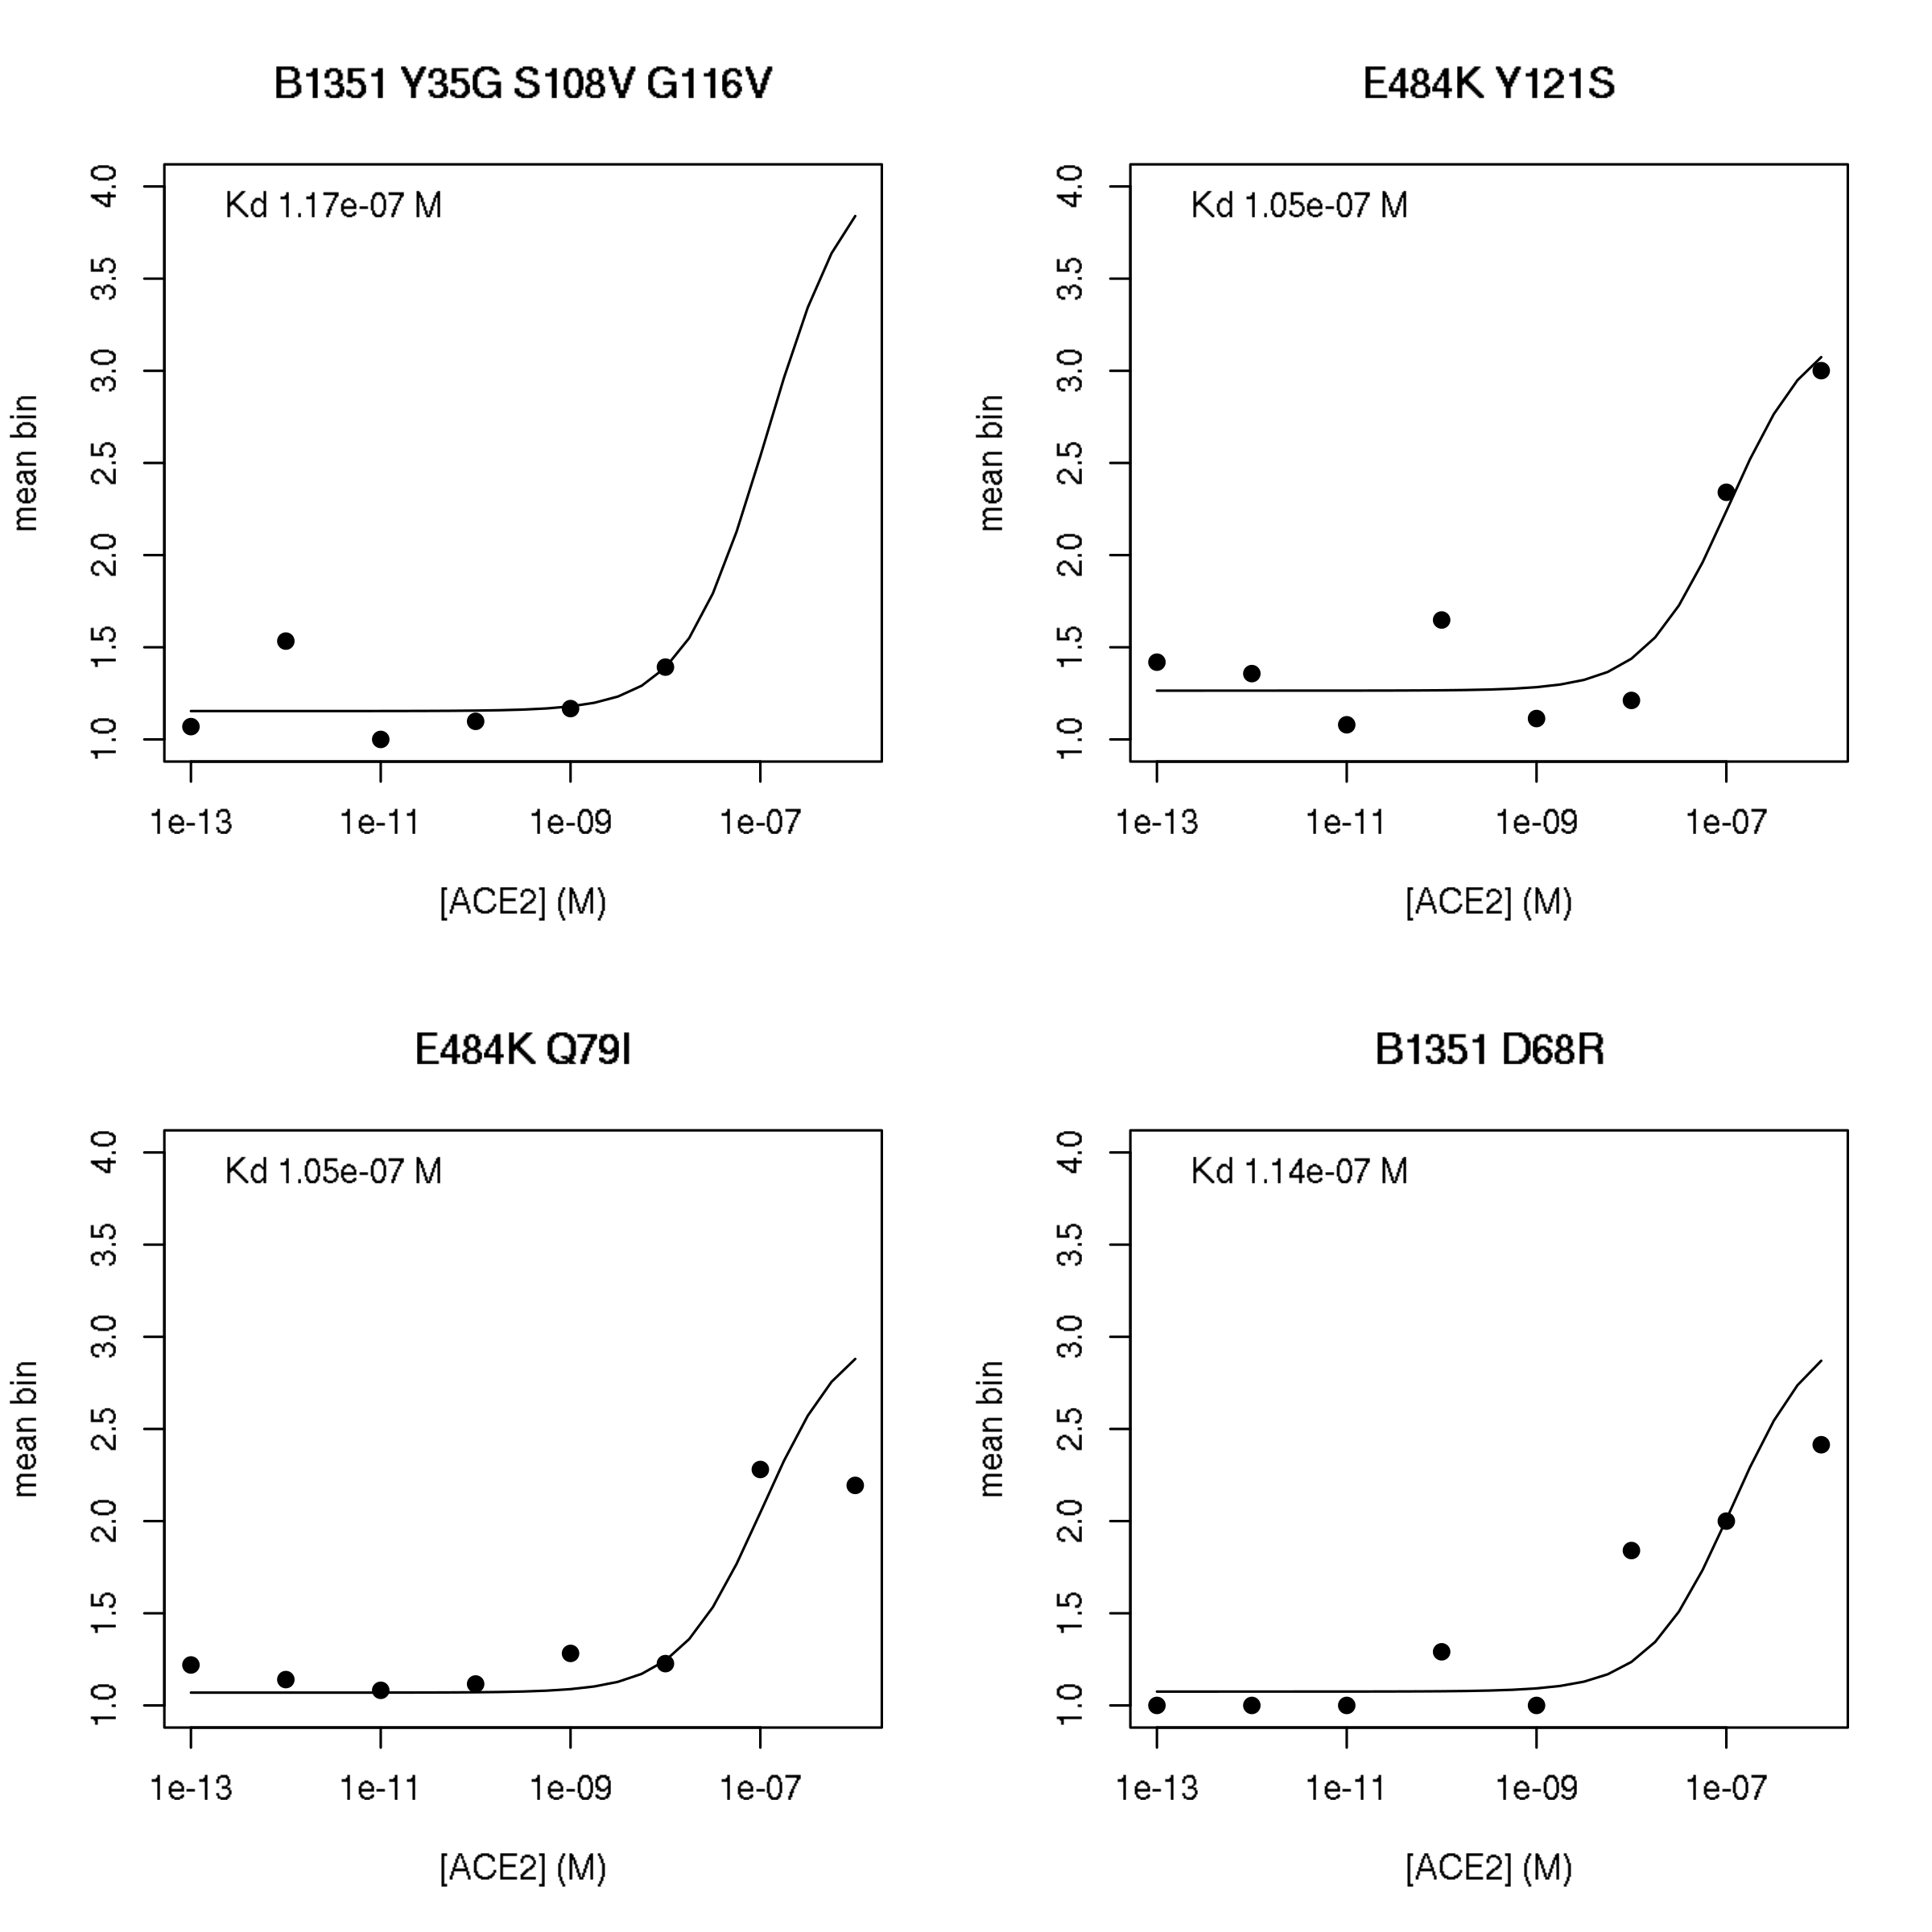 B1351 Y35G S108V G116V
Kd 1.17e-07 M
mean bin
4.0
3.5
3.0
2.5
2.0
1.5
1.0
1e-13 1e-11 1e-09 1e-07
[ACE2] (M)
E484K Y121S
Kd 1.05e-07 M
mean bin
4.0
3.5
3.0
2.5
2.0
1.5
1.0
1e-13 1e-11 1e-09 1e-07
[ACE2] (M)
E484K Q79I
Kd 1.05e-07 M
mean bin
4.0
3.5
3.0
2.5
2.0
1.5
1.0
1e-13 1e-11 1e-09 1e-07
[ACE2] (M)
B1351 D68R
Kd 1.14e-07 M
mean bin
4.0
3.5
3.0
2.5
2.0
1.5
1.0
1e-13 1e-11 1e-09 1e-07
[ACE2] (M)